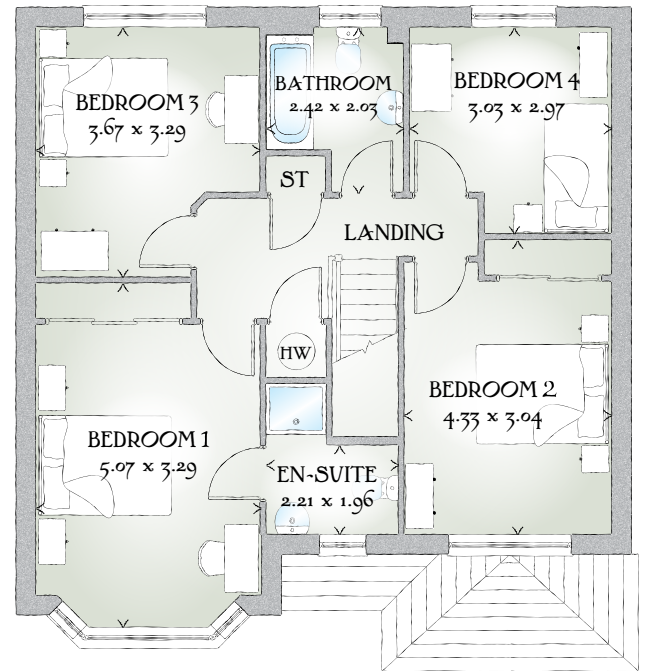 BEDROOM 3
3.67 x 3.29
BATHROOM
2.42 x 2.03
BEDROOM 4
3.03 x 2.97
ST
LANDING
HW
BEDROOM 1
5.07 x 3.29
BEDROOM 2
4.33 x 3.04
EN-SUITE
2.21 x 1.96